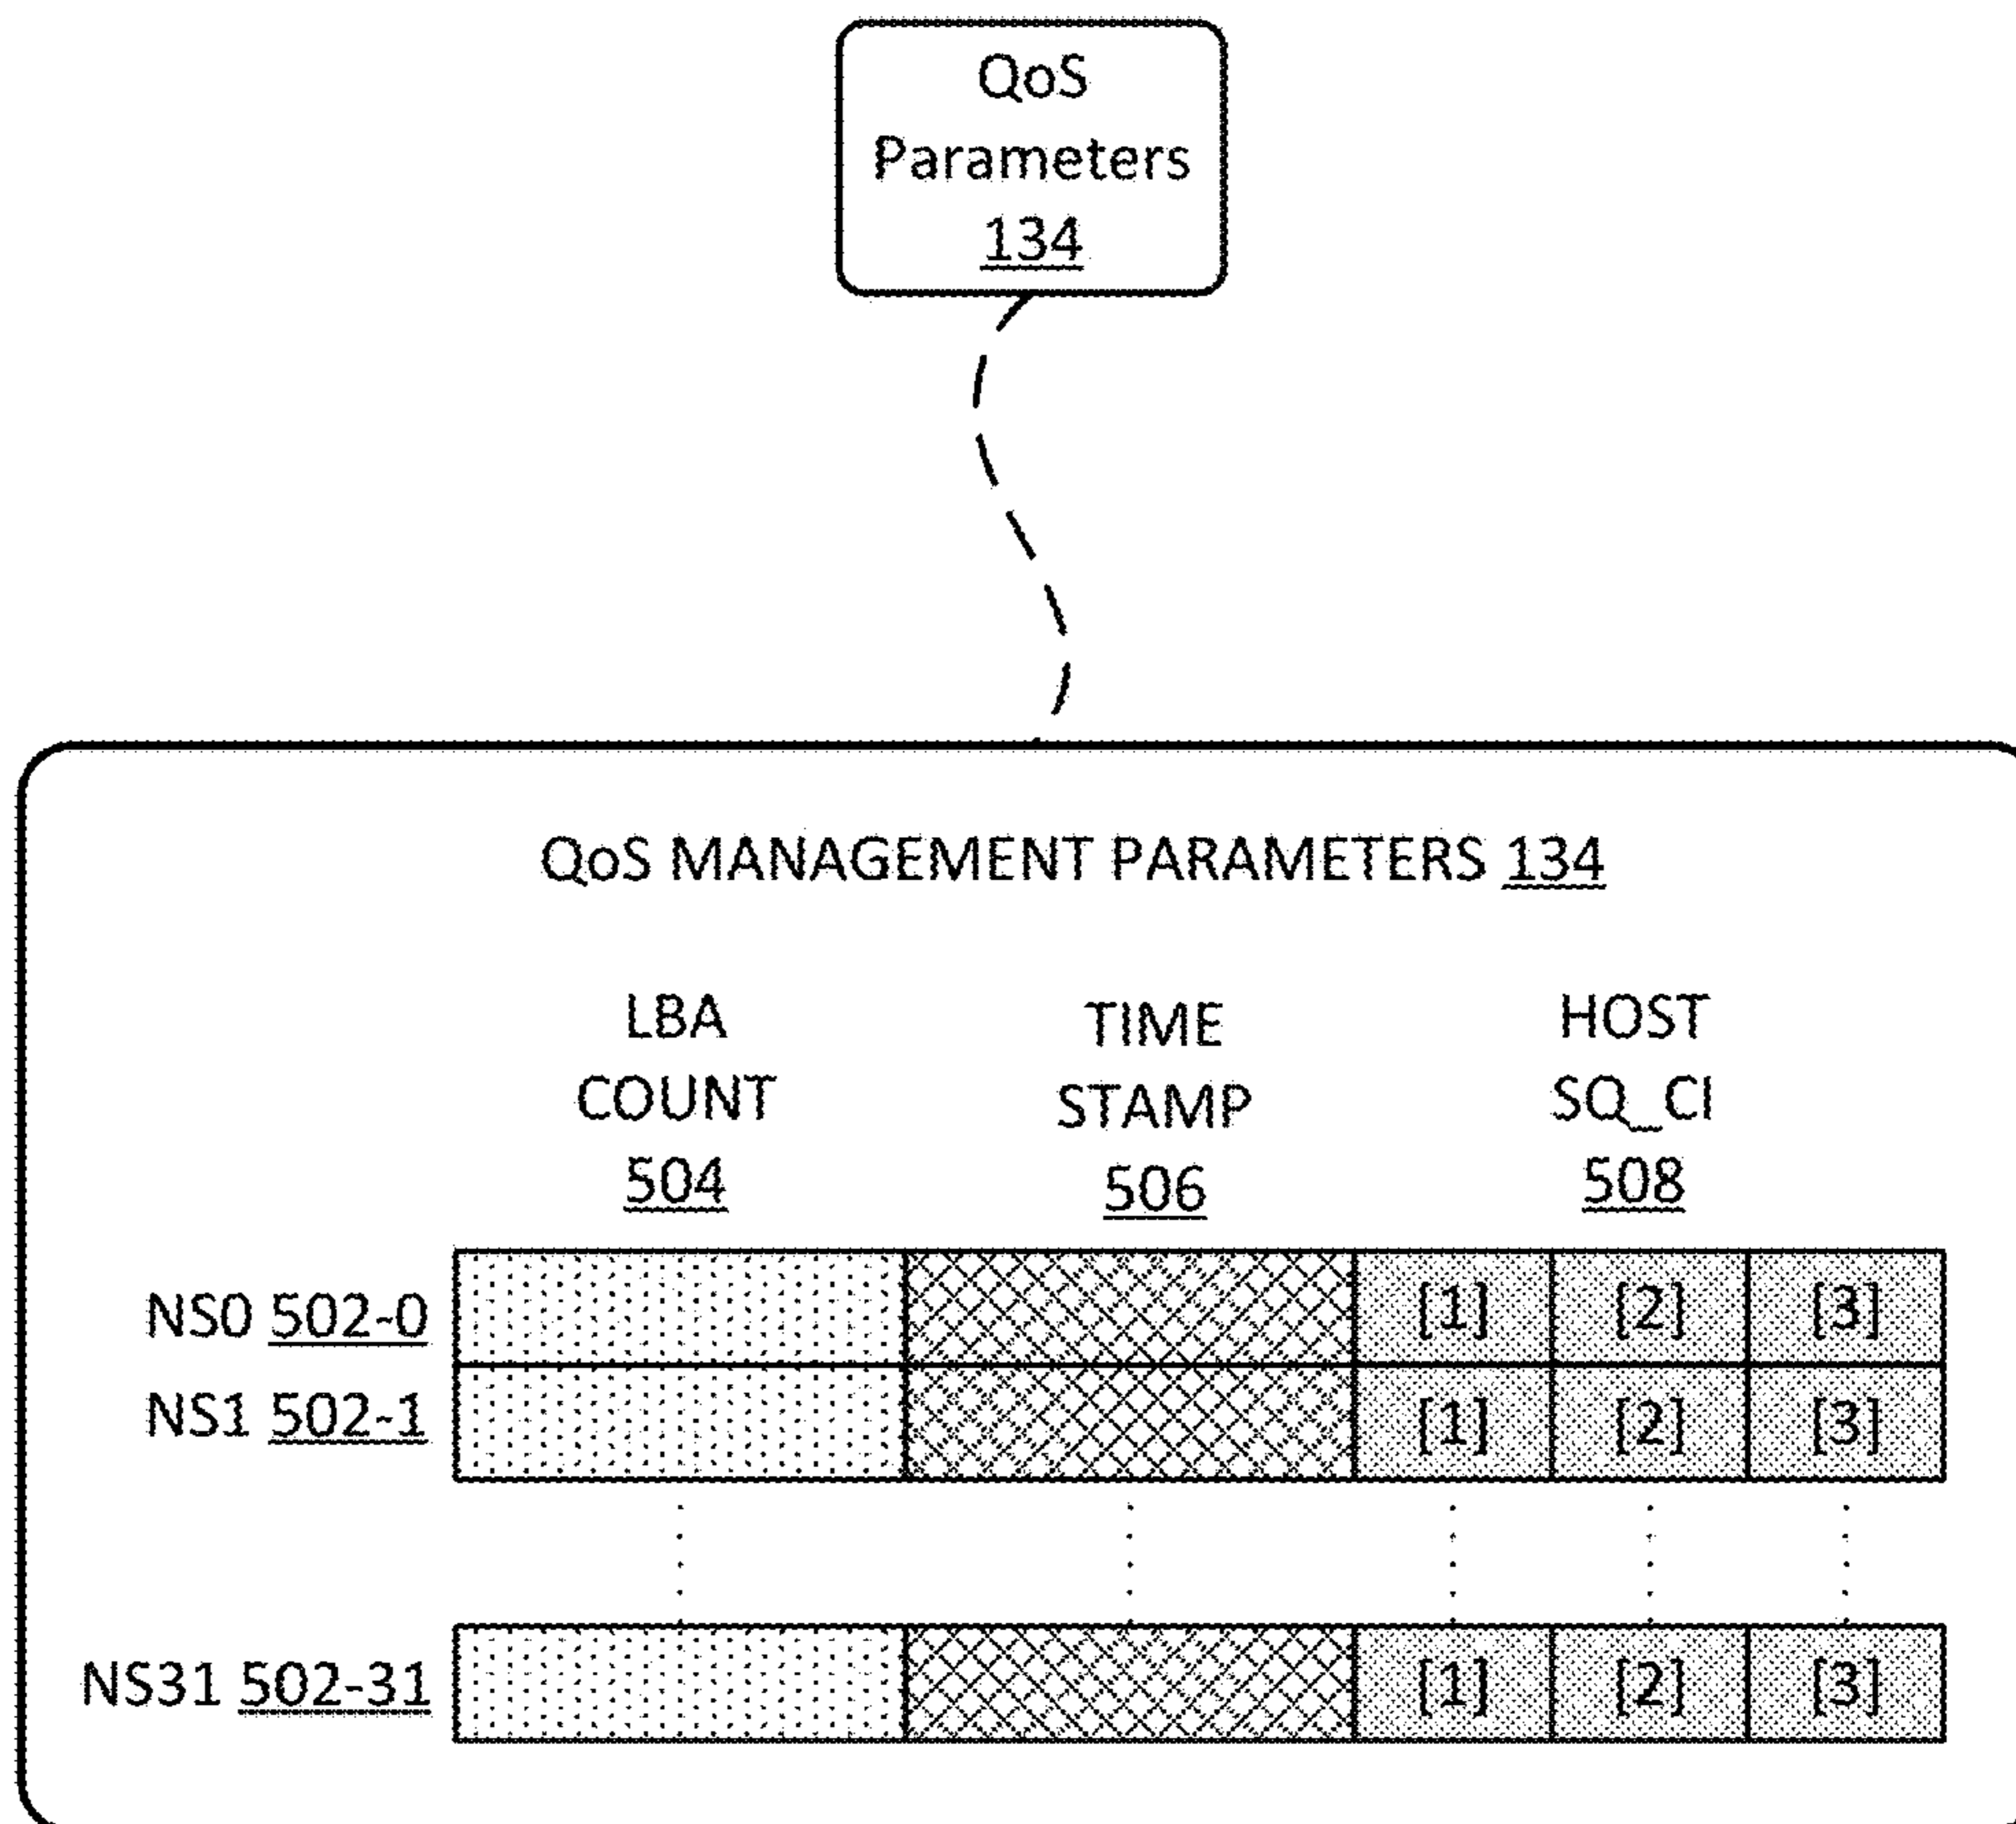 QoS
Parameters
134
QoS MANAGEMENT PARAMETERS 134
LBA
COUNT
504
TIME
STAMP
506
HOST
SQ_CI
508
NS0 502-0 [1] [2] [3]
NS1 502-1 [1] [2] [3]
NS31 502-31 [1] [2] [3]